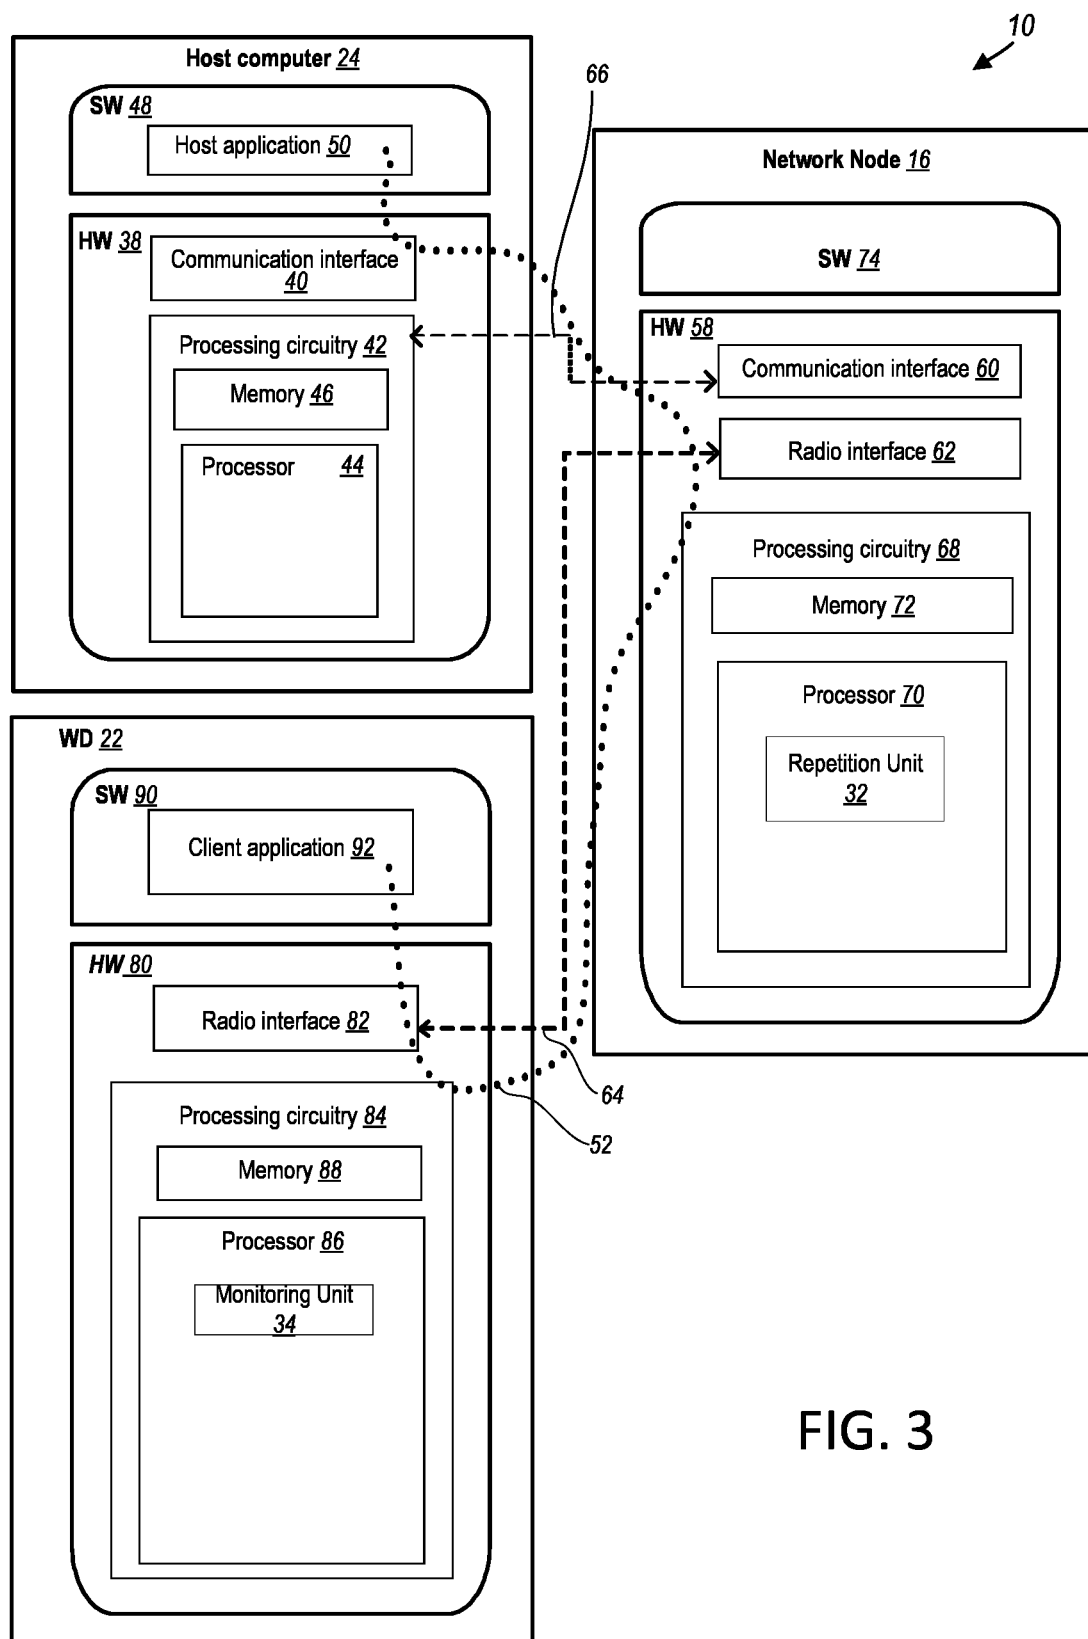 10
Host computer 24
SW 48
Host application 50
HW 38
Communication interface
40
Processing circuitry 42
Memory 46
Processor 44
66
Network Node 16
SW 74
HW 58
Communication interface 60
Radio interface 62
Processing circuitry 68
Memory 72
Processor 70
Repetition Unit
32
WD 22
SW 90
Client application 92
HW 80
Radio interface 82
64
52
Processing circuitry 84
Memory 88
Processor 86
Monitoring Unit
34
FIG. 3